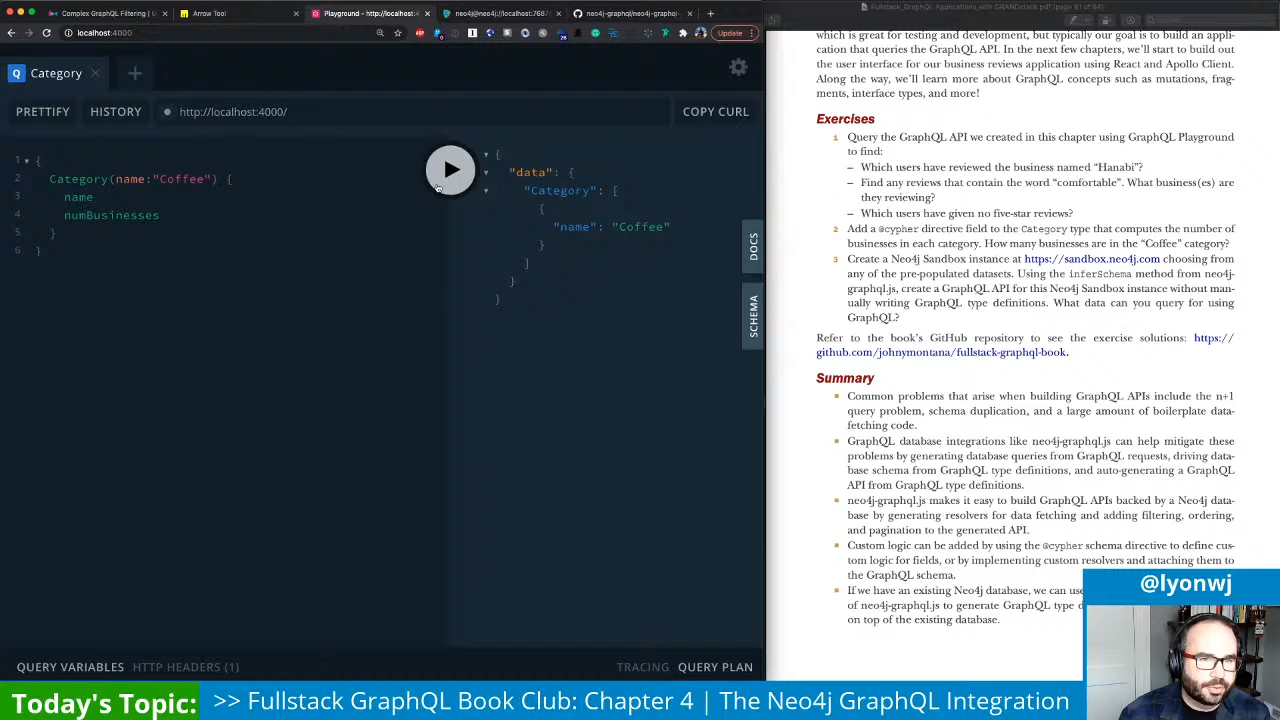 Complex GraphQL Filtering (
Arrow Tool
Playground - http://localhost:4
neo4j@neo4j://localhost:7687
neo4j-graphql/neo4j-graphql-
Fullstack_GraphQL Applications_with GRANDstack.pdf (page 81 of 84)
localhost:4000
Update
Search
Q Category
PRETTIFY
HISTORY
http://localhost:4000/
COPY CURL
1 {
2 Category(name:"Coffee") {
3 name
4 numBusinesses
5 }
6 }
{
"data": {
"Category": [
{
"name": "Coffee"
}
]
}
}
DOCS
SCHEMA
QUERY VARIABLES
HTTP HEADERS (1)
TRACING
QUERY PLAN
which is great for testing and development, but typically our goal is to build an appli-
cation that queries the GraphQL API. In the next few chapters, we'll start to build out
the user interface for our business reviews application using React and Apollo Client.
Along the way, we'll learn more about GraphQL concepts such as mutations, frag-
ments, interface types, and more!
Exercises
1 Query the GraphQL API we created in this chapter using GraphQL Playground
to find:
– Which users have reviewed the business named "Hanabi"?
– Find any reviews that contain the word "comfortable". What business(es) are
they reviewing?
– Which users have given no five-star reviews?
2 Add a @cypher directive field to the Category type that computes the number of
businesses in each category. How many businesses are in the "Coffee" category?
3 Create a Neo4j Sandbox instance at https://sandbox.neo4j.com choosing from
any of the pre-populated datasets. Using the inferSchema method from neo4j-
graphql.js, create a GraphQL API for this Neo4j Sandbox instance without man-
ually writing GraphQL type definitions. What data can you query for using
GraphQL?
Refer to the book's GitHub repository to see the exercise solutions: https://
github.com/johnymontana/fullstack-graphql-book.
Summary
■ Common problems that arise when building GraphQL APIs include the n+1
query problem, schema duplication, and a large amount of boilerplate data-
fetching code.
■ GraphQL database integrations like neo4j-graphql.js can help mitigate these
problems by generating database queries from GraphQL requests, driving data-
base schema from GraphQL type definitions, and auto-generating a GraphQL
API from GraphQL type definitions.
■ neo4j-graphql.js makes it easy to build GraphQL APIs backed by a Neo4j data-
base by generating resolvers for data fetching and adding filtering, ordering,
and pagination to the generated API.
■ Custom logic can be added by using the @cypher schema directive to define cus-
tom logic for fields, or by implementing custom resolvers and attaching them to
the GraphQL schema.
■ If we have an existing Neo4j database, we can use
of neo4j-graphql.js to generate GraphQL type d
on top of the existing database.
@lyonwj
Today's Topic:
>> Fullstack GraphQL Book Club: Chapter 4 | The Neo4j GraphQL Integration